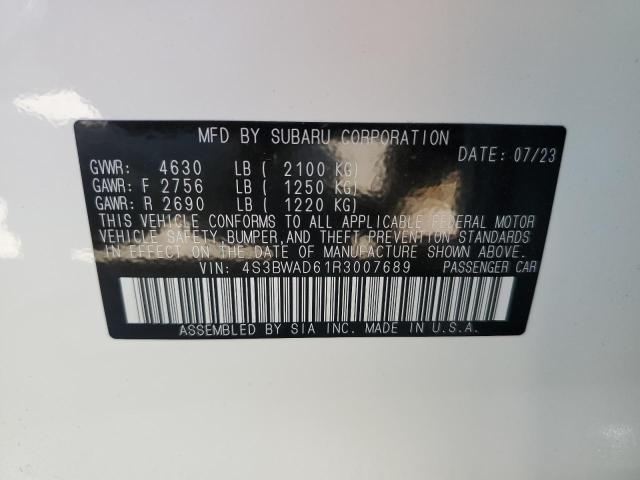 MFD BY SUBARU CORPORATION
DATE: 07/23
GVWR: 4630 LB ( 2100 KG)
GAWR: F 2756 LB ( 1250 KG)
GAWR: R 2690 LB ( 1220 KG)
THIS VEHICLE CONFORMS TO ALL APPLICABLE FEDERAL MOTOR
VEHICLE SAFETY, BUMPER, AND THEFT PREVENTION STANDARDS
IN EFFECT ON THE DATE OF MANUFACTURE SHOWN ABOVE.
VIN: 4S3BWAD61R3007689 PASSENGER CAR
ASSEMBLED BY SIA INC. MADE IN U.S.A.